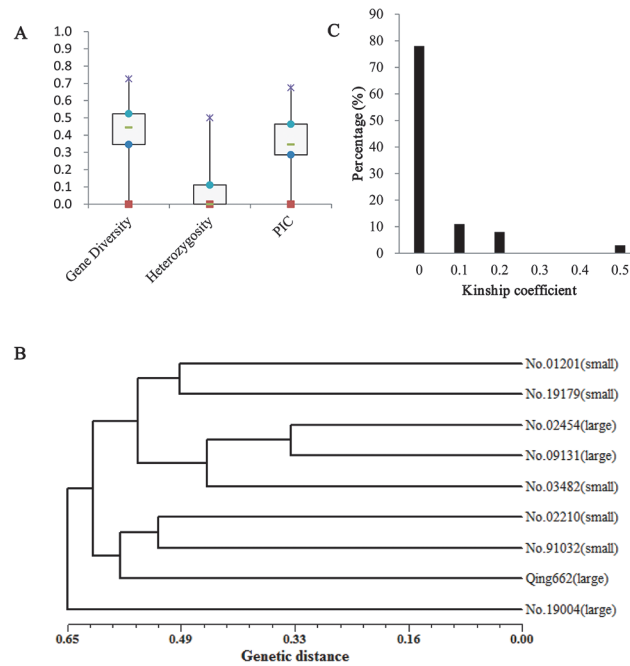 A
1.0
0.9
0.8
0.7
0.6
0.5
0.4
0.3
0.2
0.1
0.0
Gene Diversity
Heterozygosity
PIC
C
90
80
70
60
50
40
30
20
10
0
Percentage (%)
0 0.1 0.2 0.3 0.4 0.5
Kinship coefficient
B
No.01201(small)
No.19179(small)
No.02454(large)
No.09131(large)
No.03482(small)
No.02210(small)
No.91032(small)
Qing662(large)
No.19004(large)
0.65 0.49 0.33 0.16 0.00
Genetic distance